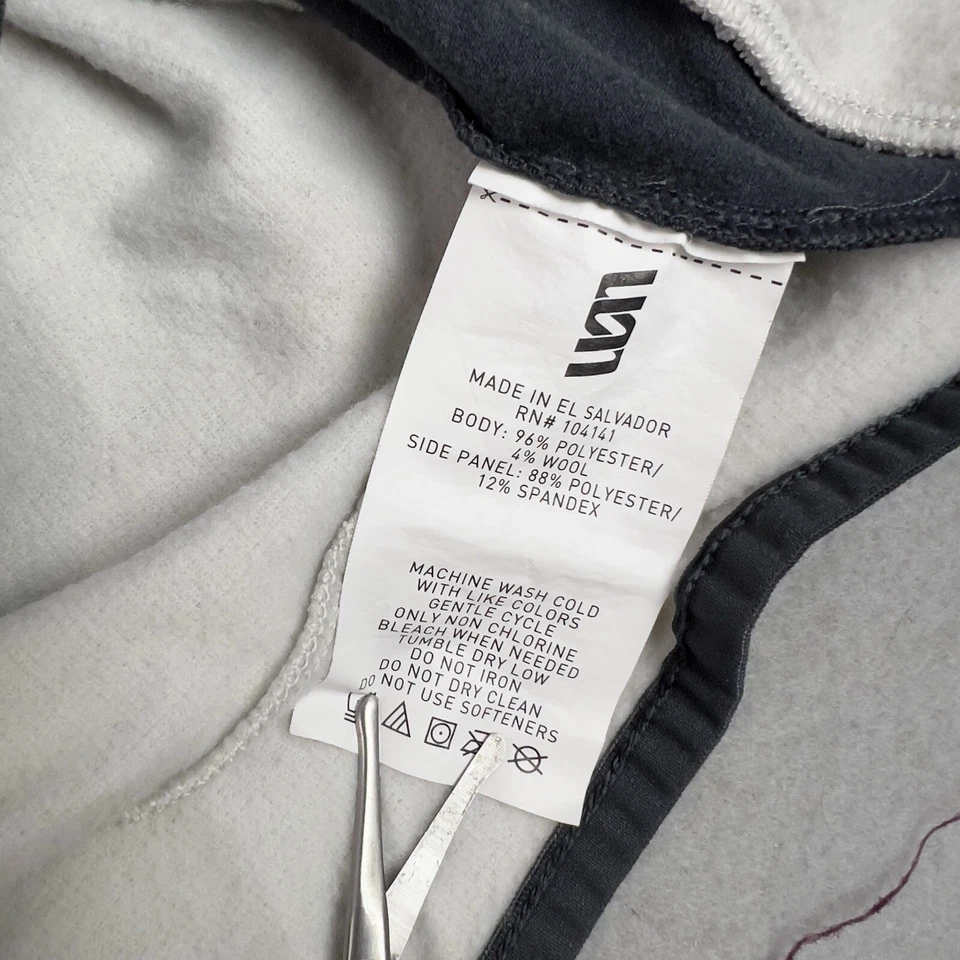 MADE IN EL SALVADOR
RN# 104141
BODY: 96% POLYESTER/
4% WOOL
SIDE PANEL: 88% POLYESTER/
12% SPANDEX
MACHINE WASH COLD
WITH LIKE COLORS
GENTLE CYCLE
ONLY NON CHLORINE
BLEACH WHEN NEEDED
TUMBLE DRY LOW
DO NOT IRON
DO NOT DRY CLEAN
DO NOT USE SOFTENERS